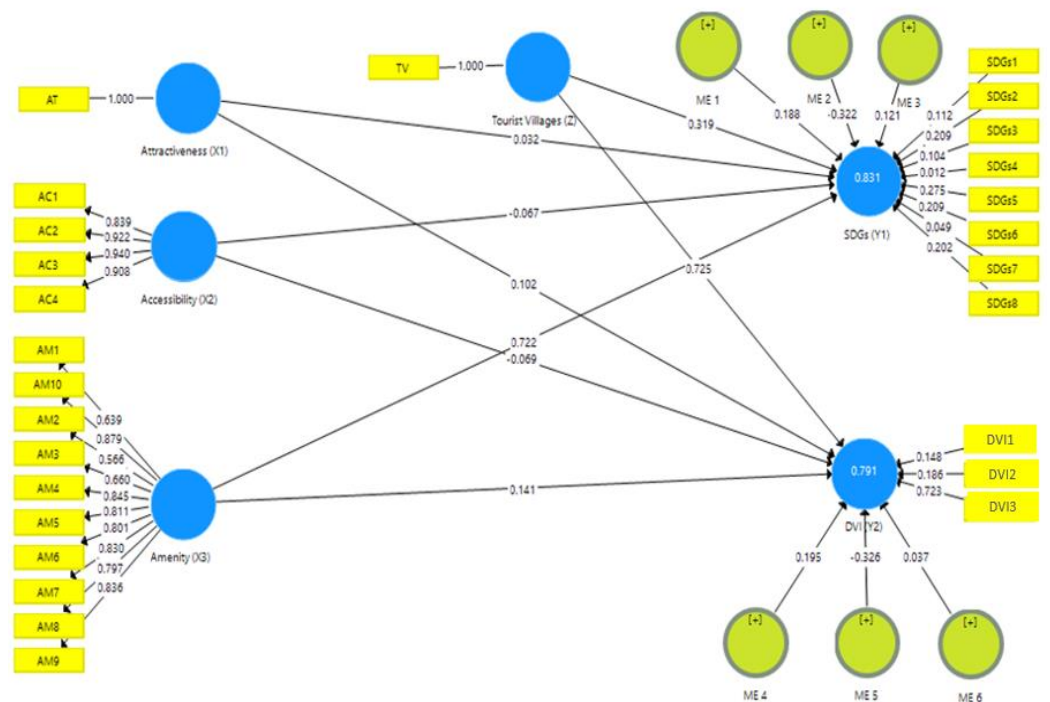 AT
1.000
Attractiveness (X1)
TV
1.000
Tourist Villages (Z)
[+]
ME 1
[+]
ME 2
[+]
ME 3
0.188
-0.322
0.121
0.319
0.032
-0.067
0.725
0.831
SDGs (Y1)
SDGs1
SDGs2
SDGs3
SDGs4
SDGs5
SDGs6
SDGs7
SDGs8
0.112
0.209
0.104
0.012
0.275
0.209
0.049
0.202
AC1
AC2
AC3
AC4
0.839
0.922
0.940
0.908
Accessibility (X2)
0.102
0.722
-0.069
AM1
AM10
AM2
AM3
AM4
AM5
AM6
AM7
AM8
AM9
0.639
0.879
0.566
0.660
0.845
0.811
0.801
0.830
0.797
0.836
Amenity (X3)
0.141
0.791
DVI (Y2)
DVI1
DVI2
DVI3
0.148
0.186
0.723
0.195
-0.326
0.037
[+]
ME 4
[+]
ME 5
[+]
ME 6